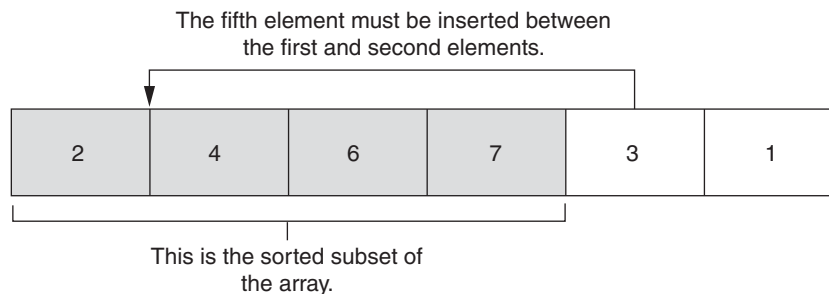 The fifth element must be inserted between
the first and second elements.
2 4 6 7 3 1
This is the sorted subset of
the array.